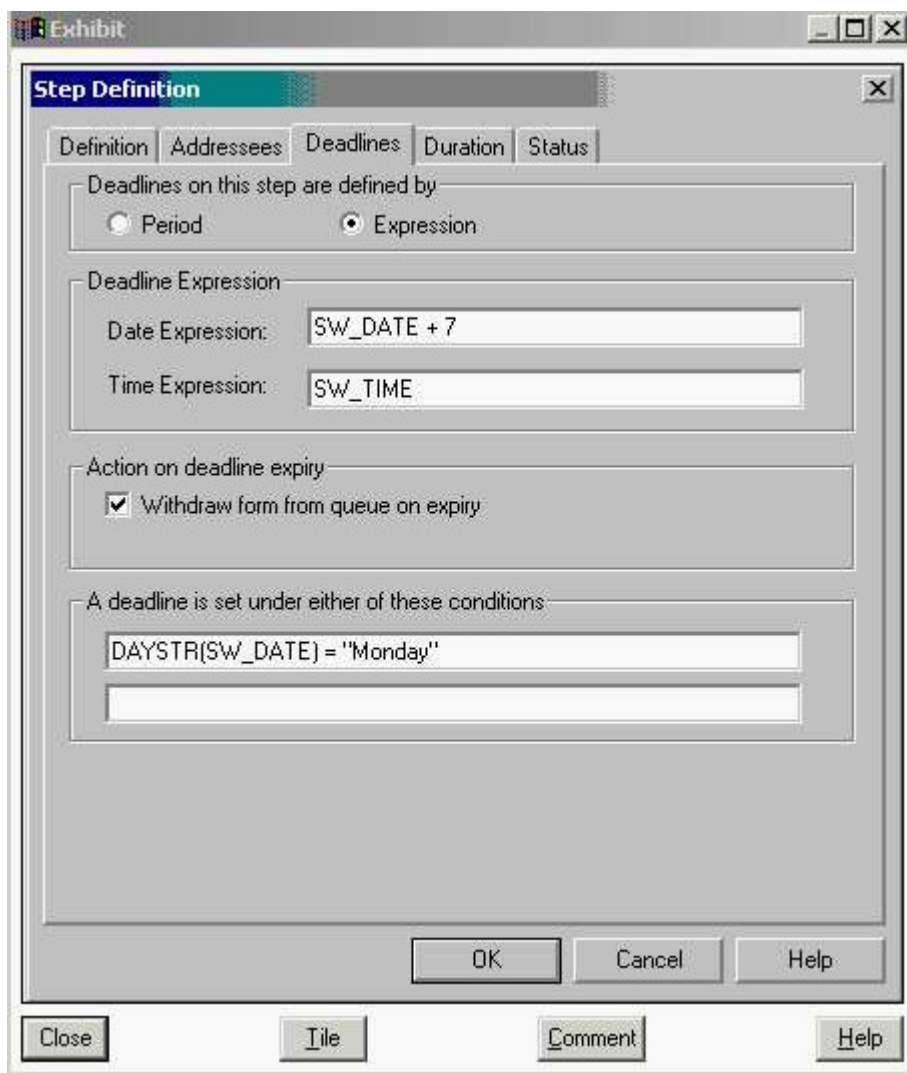 Exhibit
Step Definition
Definition Addressees Deadlines Duration Status
Deadlines on this step are defined by
Period Expression
Deadline Expression
Date Expression: SW_DATE + 7
Time Expression: SW_TIME
Action on deadline expiry
Withdraw form from queue on expiry
A deadline is set under either of these conditions
DAYSTR(SW_DATE) = "Monday"
OK Cancel Help
Close Tile Comment Help